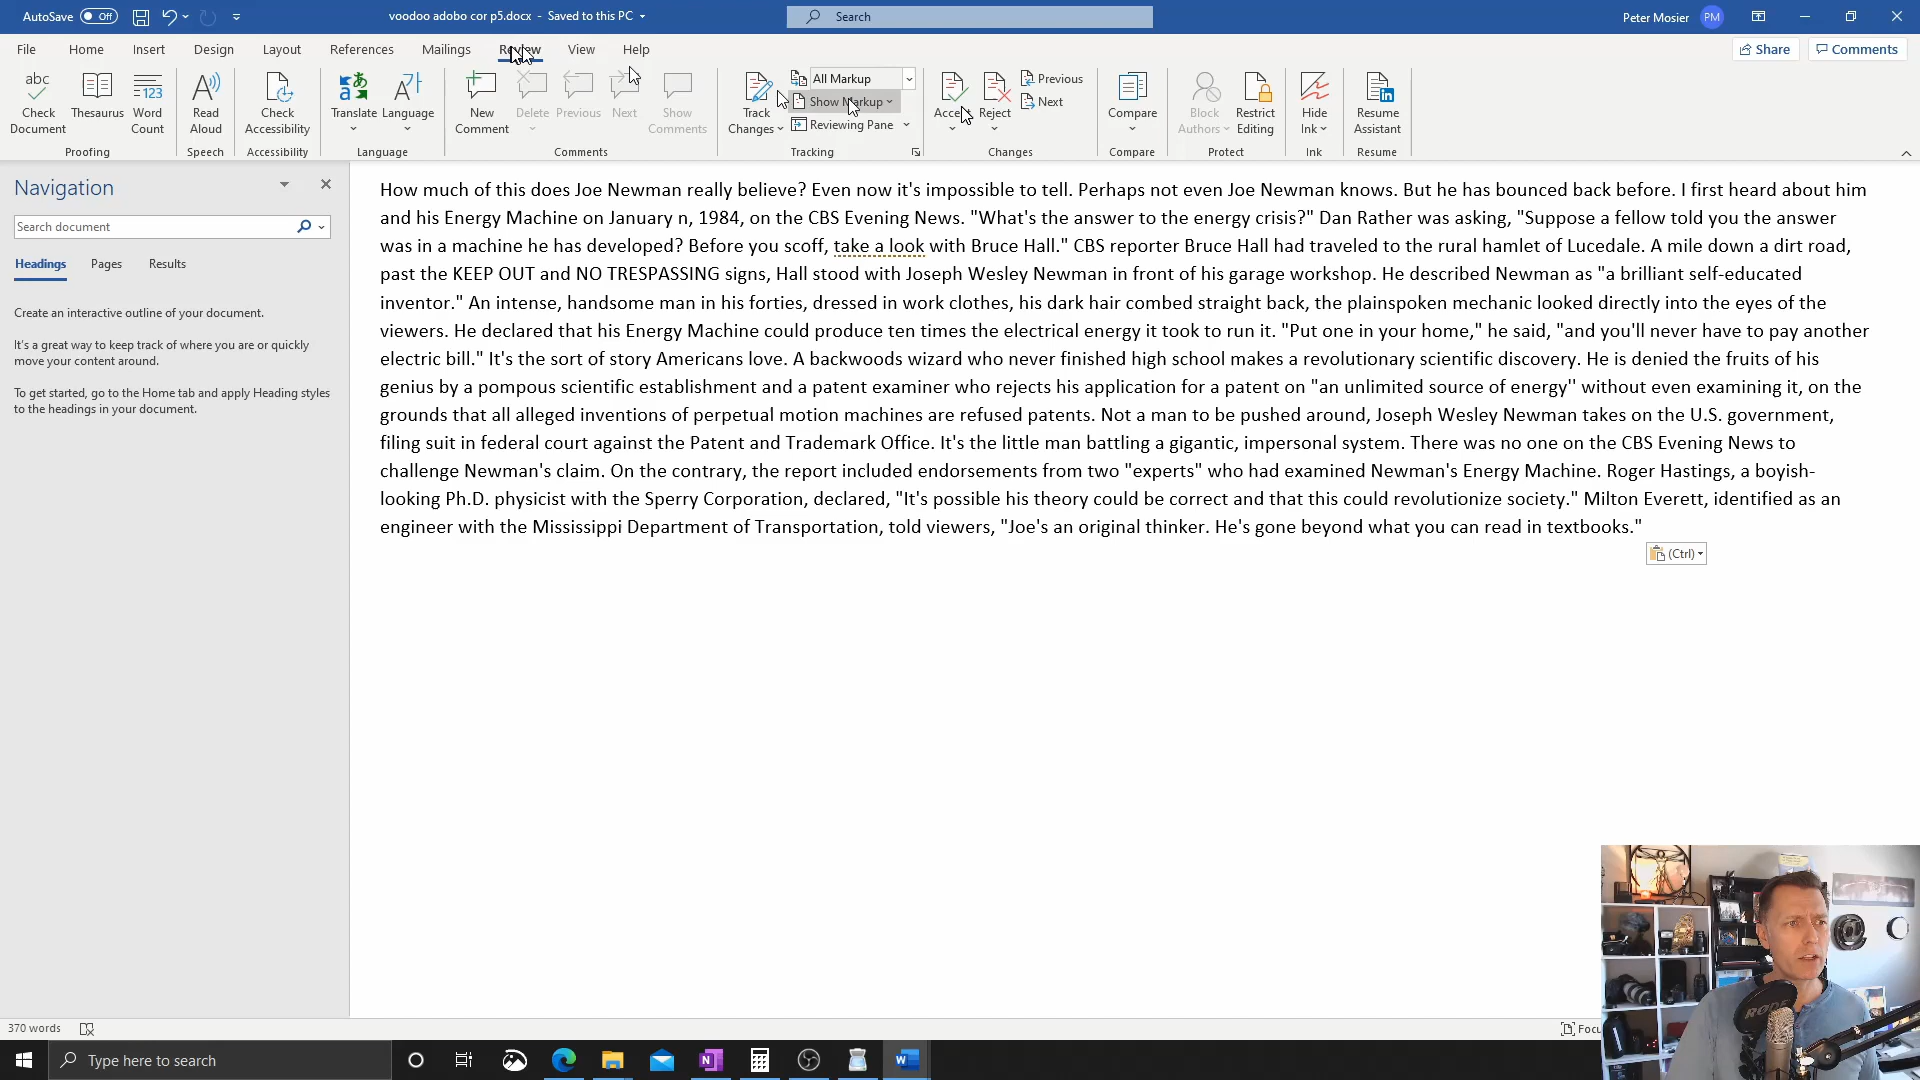 AutoSave Off voodoo adobo cor p5.docx - Saved to this PC Search Peter Mosier PM
File Home Insert Design Layout References Mailings Review View Help Share Comments
abc Check Document
Thesaurus
123 Word Count
Proofing
A Read Aloud
Speech
Check Accessibility
Accessibility
Translate
Language
Language
New Comment
Delete
Previous
Next
Show Comments
Comments
Track Changes
All Markup
Show Markup
Reviewing Pane
Tracking
Accept
Reject
Previous
Next
Changes
Compare
Compare
Block Authors
Restrict Editing
Protect
Hide Ink
Ink
Resume Assistant
Resume
Navigation
Search document
Headings Pages Results
Create an interactive outline of your document.
It's a great way to keep track of where you are or quickly
move your content around.
To get started, go to the Home tab and apply Heading styles
to the headings in your document.
How much of this does Joe Newman really believe? Even now it's impossible to tell. Perhaps not even Joe Newman knows. But he has bounced back before. I first heard about him
and his Energy Machine on January n, 1984, on the CBS Evening News. "What's the answer to the energy crisis?" Dan Rather was asking, "Suppose a fellow told you the answer
was in a machine he has developed? Before you scoff, take a look with Bruce Hall." CBS reporter Bruce Hall had traveled to the rural hamlet of Lucedale. A mile down a dirt road,
past the KEEP OUT and NO TRESPASSING signs, Hall stood with Joseph Wesley Newman in front of his garage workshop. He described Newman as "a brilliant self-educated
inventor." An intense, handsome man in his forties, dressed in work clothes, his dark hair combed straight back, the plainspoken mechanic looked directly into the eyes of the
viewers. He declared that his Energy Machine could produce ten times the electrical energy it took to run it. "Put one in your home," he said, "and you'll never have to pay another
electric bill." It's the sort of story Americans love. A backwoods wizard who never finished high school makes a revolutionary scientific discovery. He is denied the fruits of his
genius by a pompous scientific establishment and a patent examiner who rejects his application for a patent on "an unlimited source of energy'' without even examining it, on the
grounds that all alleged inventions of perpetual motion machines are refused patents. Not a man to be pushed around, Joseph Wesley Newman takes on the U.S. government,
filing suit in federal court against the Patent and Trademark Office. It's the little man battling a gigantic, impersonal system. There was no one on the CBS Evening News to
challenge Newman's claim. On the contrary, the report included endorsements from two "experts" who had examined Newman's Energy Machine. Roger Hastings, a boyish-
looking Ph.D. physicist with the Sperry Corporation, declared, "It's possible his theory could be correct and that this could revolutionize society." Milton Everett, identified as an
engineer with the Mississippi Department of Transportation, told viewers, "Joe's an original thinker. He's gone beyond what you can read in textbooks."
(Ctrl)
370 words
Focu
RODE
Type here to search